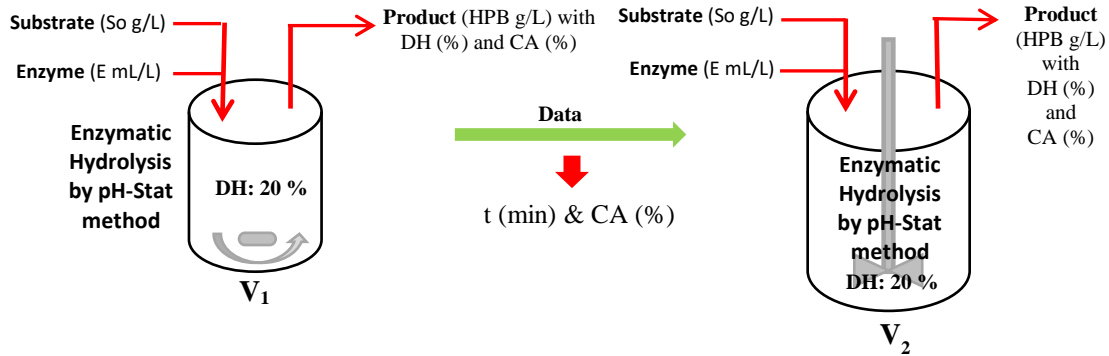 Substrate (So g/L)
Enzyme (E mL/L)
Product (HPB g/L) with
DH (%) and CA (%)
Enzymatic
Hydrolysis
by pH-Stat
method
DH: 20 %
V1
Data
t (min) & CA (%)
Substrate (So g/L)
Enzyme (E mL/L)
Product
(HPB g/L)
with
DH (%)
and
CA (%)
Enzymatic
Hydrolysis
by pH-Stat
method
DH: 20 %
V2